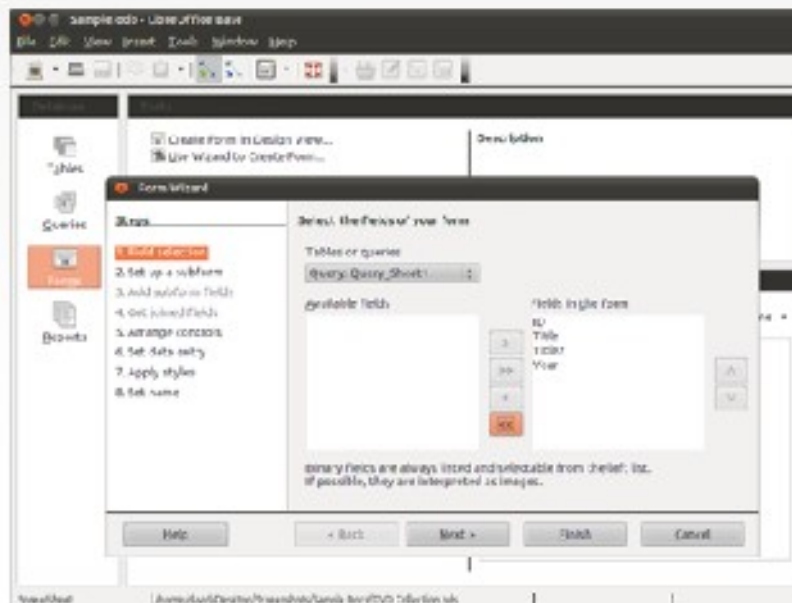 Sample.odb - LibreOffice Base
File Edit View Insert Tools Window Help
Database
Tasks
Tables
Queries
Forms
Reports
Create Form in Design View...
Use Wizard to Create Form...
Description
Form Wizard
Steps
1. Field selection
2. Set up a subform
3. Add subform fields
4. Get joined fields
5. Arrange controls
6. Set data entry
7. Apply styles
8. Set name
Select the fields of your form
Tables or queries
Query: Query_Sheet1
Available fields
Fields in the form
ID
Title
Year
>
>>
<
<<
Binary fields are always listed and selectable from the left list.
If possible, they are interpreted as images.
Help
< Back
Next >
Finish
Cancel
Spreadsheet